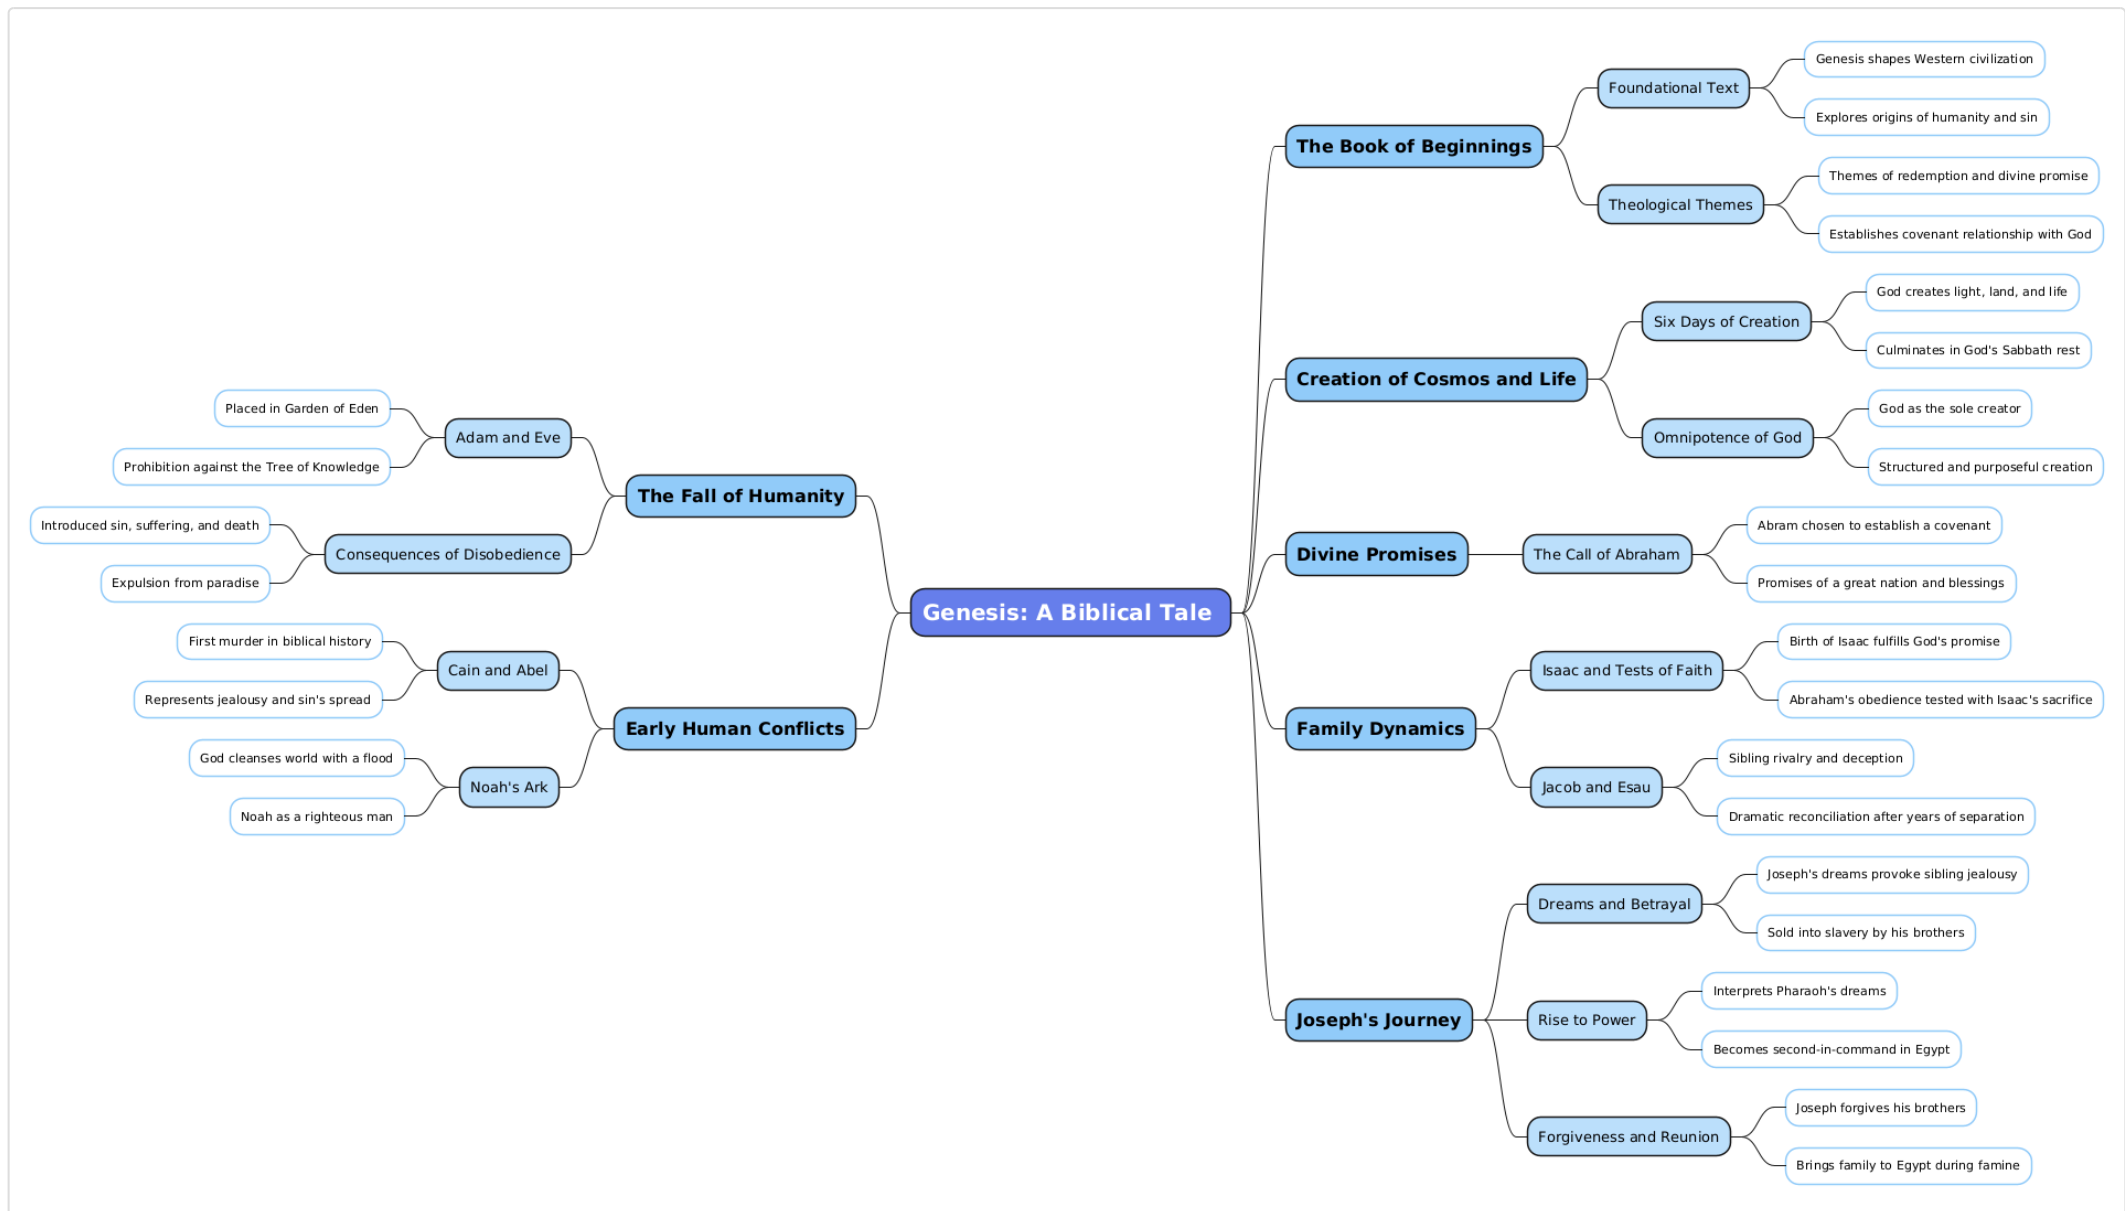 Genesis: A Biblical Tale
The Book of Beginnings
Foundational Text
Genesis shapes Western civilization
Explores origins of humanity and sin
Theological Themes
Themes of redemption and divine promise
Establishes covenant relationship with God
Creation of Cosmos and Life
Six Days of Creation
God creates light, land, and life
Culminates in God's Sabbath rest
Omnipotence of God
God as the sole creator
Structured and purposeful creation
Divine Promises
The Call of Abraham
Abram chosen to establish a covenant
Promises of a great nation and blessings
Family Dynamics
Isaac and Tests of Faith
Birth of Isaac fulfills God's promise
Abraham's obedience tested with Isaac's sacrifice
Jacob and Esau
Sibling rivalry and deception
Dramatic reconciliation after years of separation
Joseph's Journey
Dreams and Betrayal
Joseph's dreams provoke sibling jealousy
Sold into slavery by his brothers
Rise to Power
Interprets Pharaoh's dreams
Becomes second-in-command in Egypt
Forgiveness and Reunion
Joseph forgives his brothers
Brings family to Egypt during famine
The Fall of Humanity
Adam and Eve
Placed in Garden of Eden
Prohibition against the Tree of Knowledge
Consequences of Disobedience
Introduced sin, suffering, and death
Expulsion from paradise
Early Human Conflicts
Cain and Abel
First murder in biblical history
Represents jealousy and sin's spread
Noah's Ark
God cleanses world with a flood
Noah as a righteous man